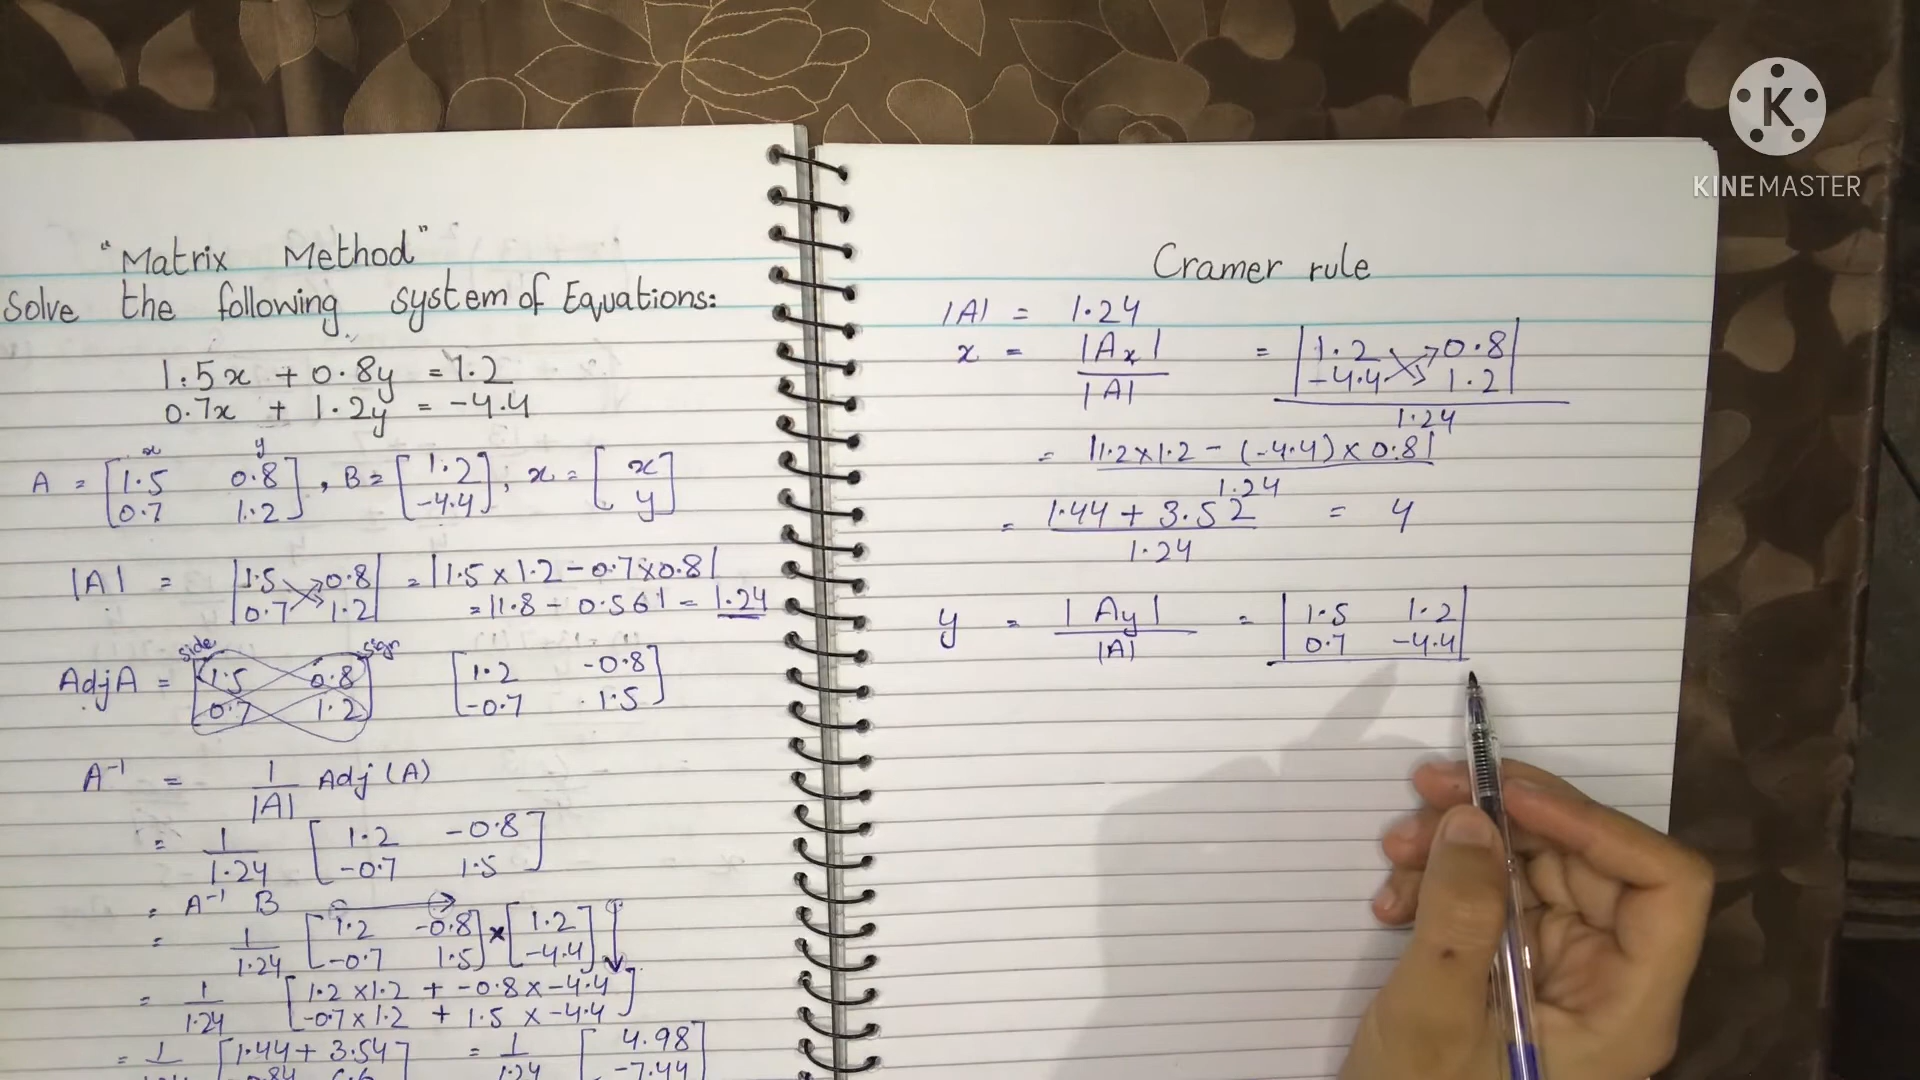 "Matrix Method"
Solve the following system of Equations:
1.5x + 0.8y = 1.2
0.7x + 1.2y = -4.4
x y
A = [1.5 0.8], B = [1.2]; x = [x]
[0.7 1.2] [-4.4] [y]
|A| = |1.5 0.8| = |1.5 x 1.2 - 0.7 x 0.8|
|0.7 1.2| = |1.8 - 0.56| = 1.24
side sign
Adj A = [1.5 0.8] [1.2 -0.8]
[0.7 1.2] [-0.7 1.5]
A⁻¹ = 1 Adj (A)
|A|
= 1 [1.2 -0.8]
1.24 [-0.7 1.5]
= A⁻¹ B
= 1 [1.2 -0.8] x [1.2]
1.24 [-0.7 1.5] [-4.4]
= 1 [1.2 x 1.2 + -0.8 x -4.4]
1.24 [-0.7 x 1.2 + 1.5 x -4.4]
= 1 [1.44 + 3.54] = 1 [4.98]
1.24 [-7.44]
Cramer rule
|A| = 1.24
x = |Ax| = |1.2 0.8|
|A| |-4.4 1.2|
1.24
= |1.2 x 1.2 - (-4.4) x 0.8|
1.24
= 1.44 + 3.52 = 4
1.24
y = |Ay| = |1.5 1.2|
|A| |0.7 -4.4|
K
KINEMASTER